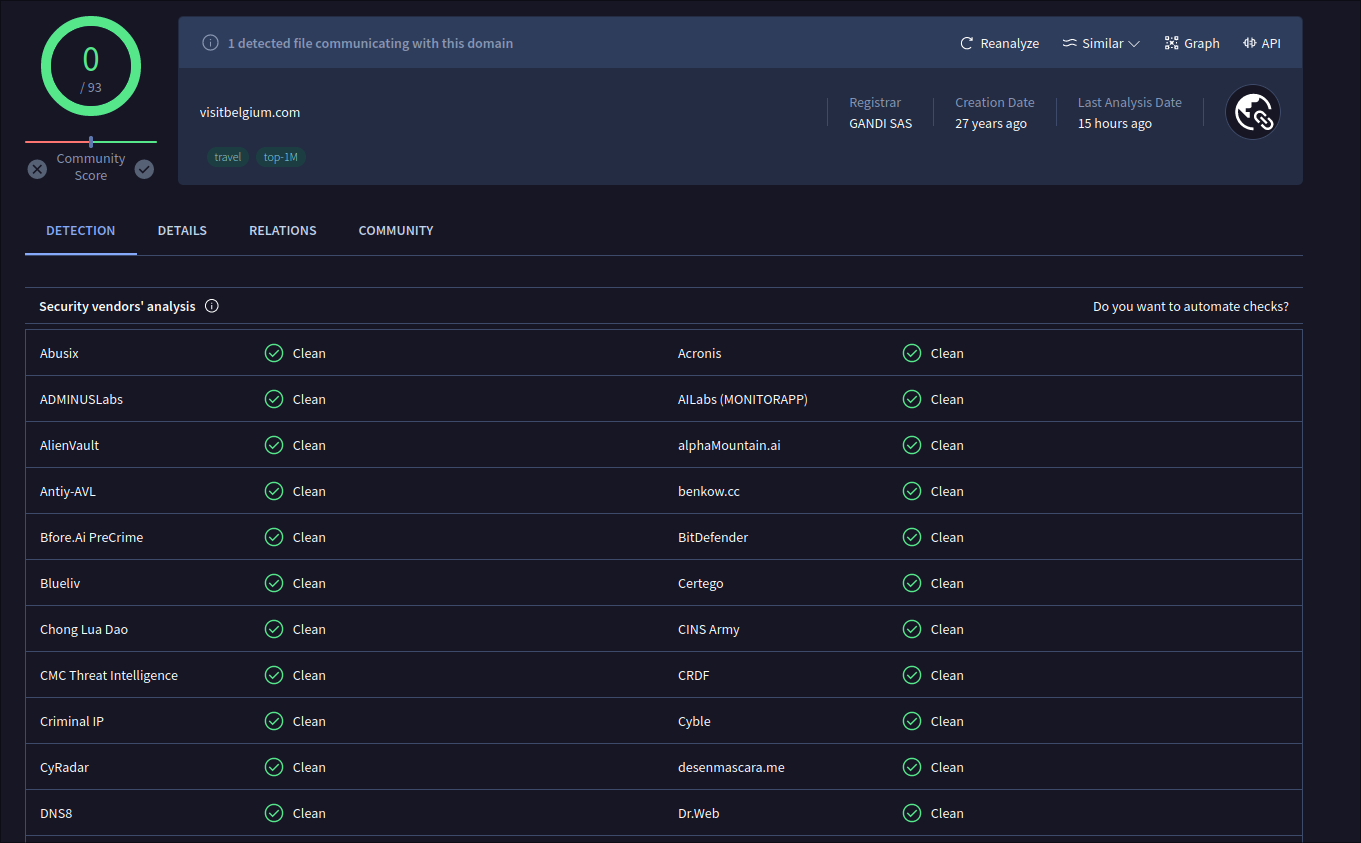 0
/ 93
Community
Score
1 detected file communicating with this domain
Reanalyze Similar Graph API
visitbelgium.com
Registrar
GANDI SAS
Creation Date
27 years ago
Last Analysis Date
15 hours ago
travel top-1M
DETECTION DETAILS RELATIONS COMMUNITY
Security vendors' analysis Do you want to automate checks?
Abusix Clean Acronis Clean
ADMINUSLabs Clean AILabs (MONITORAPP) Clean
AlienVault Clean alphaMountain.ai Clean
Antiy-AVL Clean benkow.cc Clean
Bfore.Ai PreCrime Clean BitDefender Clean
Blueliv Clean Certego Clean
Chong Lua Dao Clean CINS Army Clean
CMC Threat Intelligence Clean CRDF Clean
Criminal IP Clean Cyble Clean
CyRadar Clean desenmascara.me Clean
DNS8 Clean Dr.Web Clean